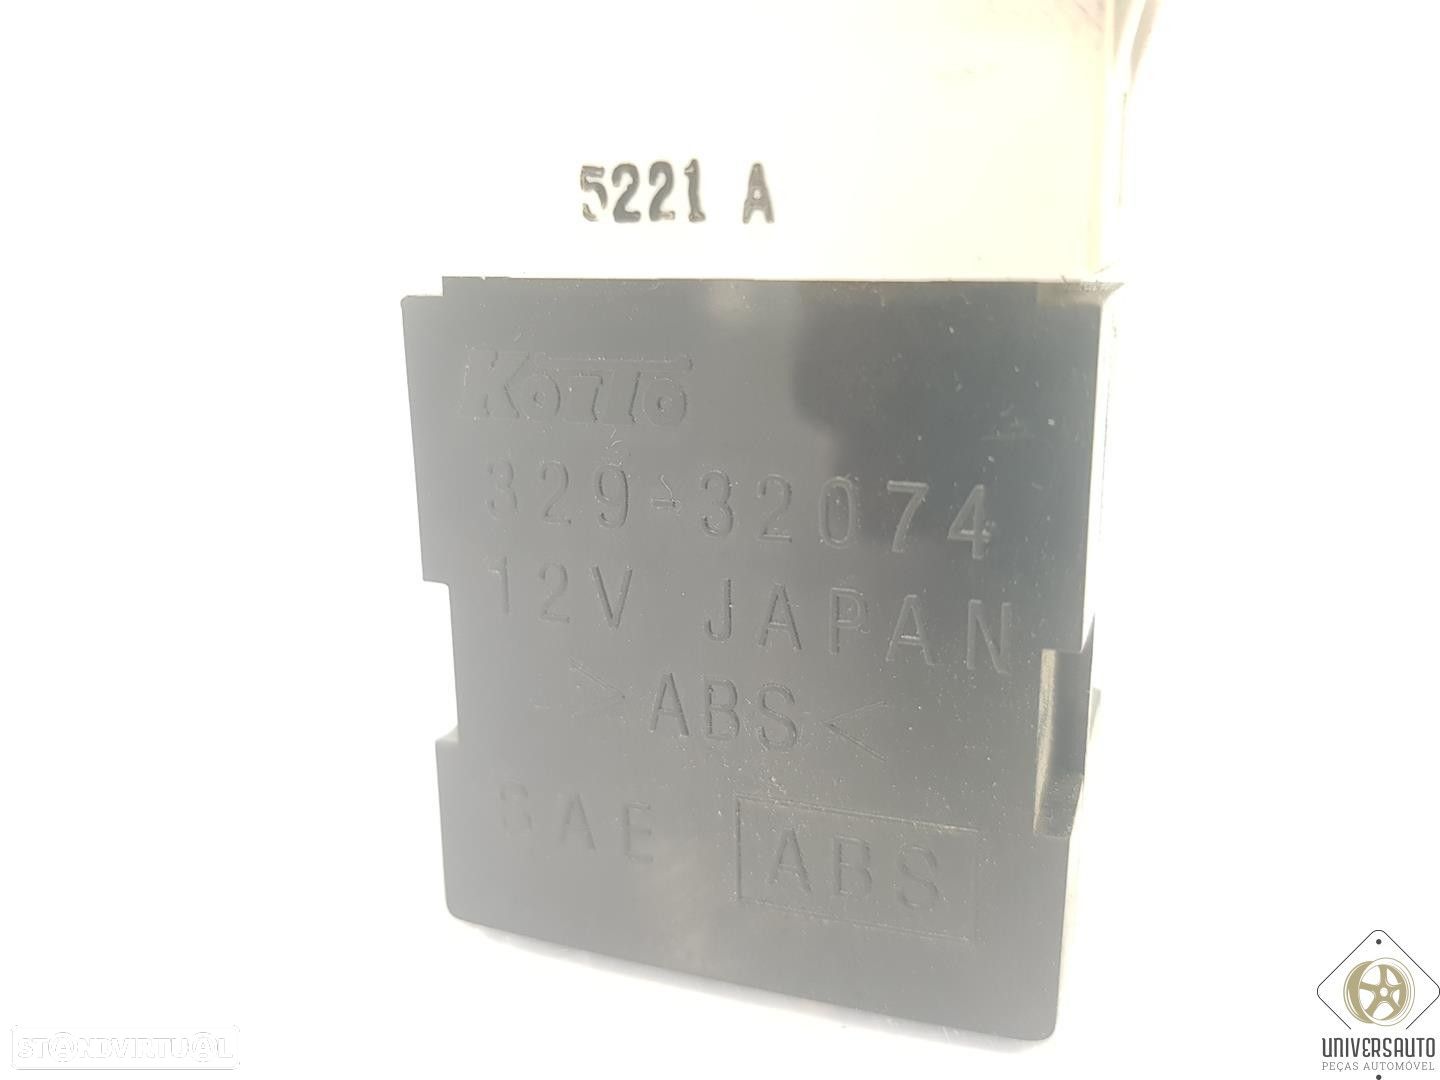 5221 A
Koito
329-32074
12V JAPAN
>ABS<
SAE ABS
STANDVIRTUAL
UNIVERSAUTO
PEÇAS AUTOMÓVEL